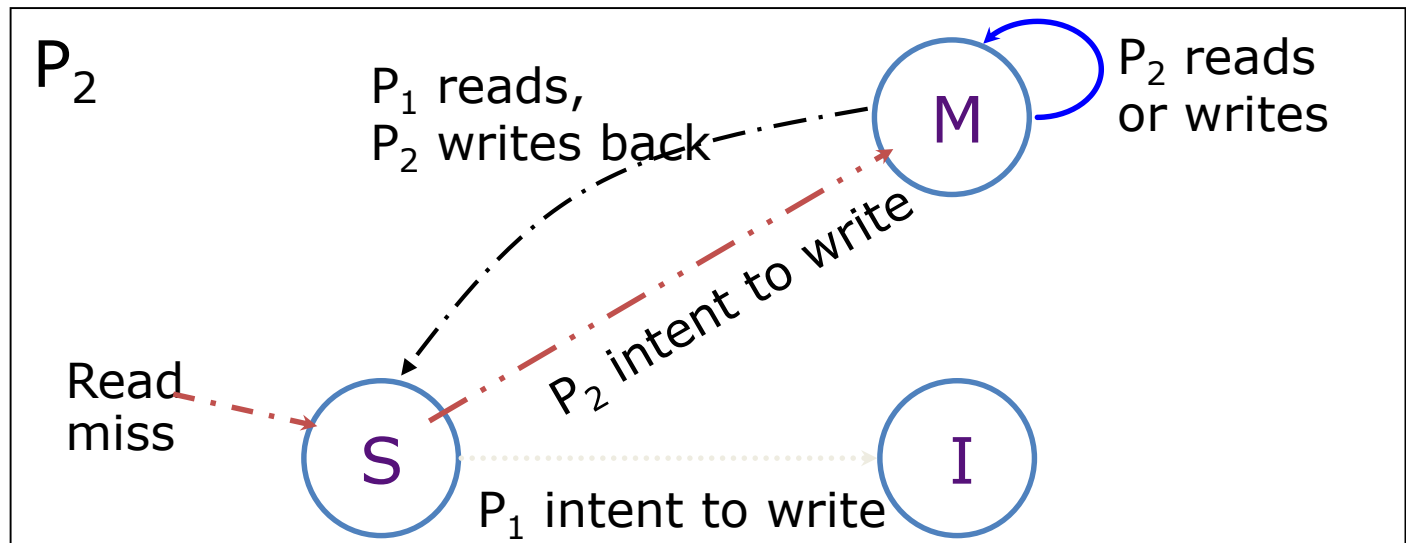 P₂
P₁ reads,
P₂ writes back
M
P₂ reads
or writes
P₂ intent to write
Read
miss
S
I
P₁ intent to write